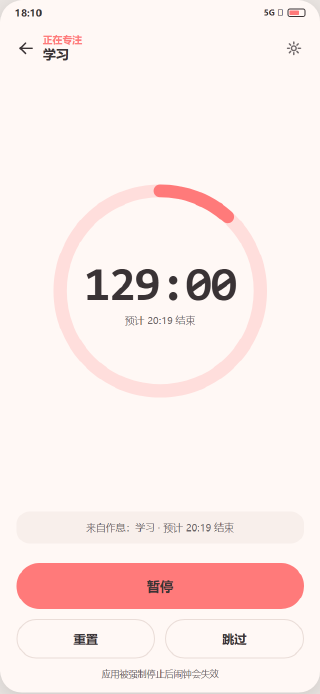 18:10
5G
正在专注
学习
129:00
预计 20:19 结束
来自作息：学习 · 预计 20:19 结束
暂停
重置
跳过
应用被强制停止后闹钟会失效